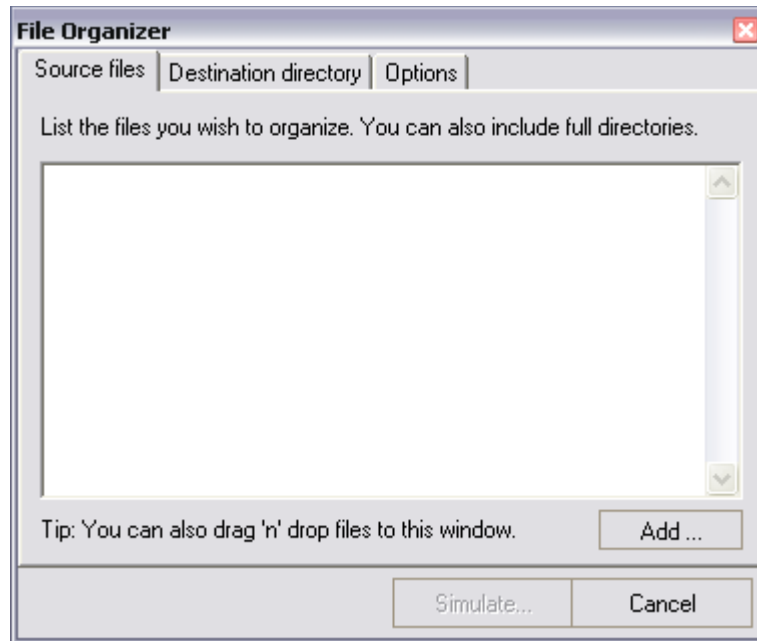 File Organizer
Source files Destination directory Options
List the files you wish to organize. You can also include full directories.
Tip: You can also drag 'n' drop files to this window. Add ...
Simulate... Cancel